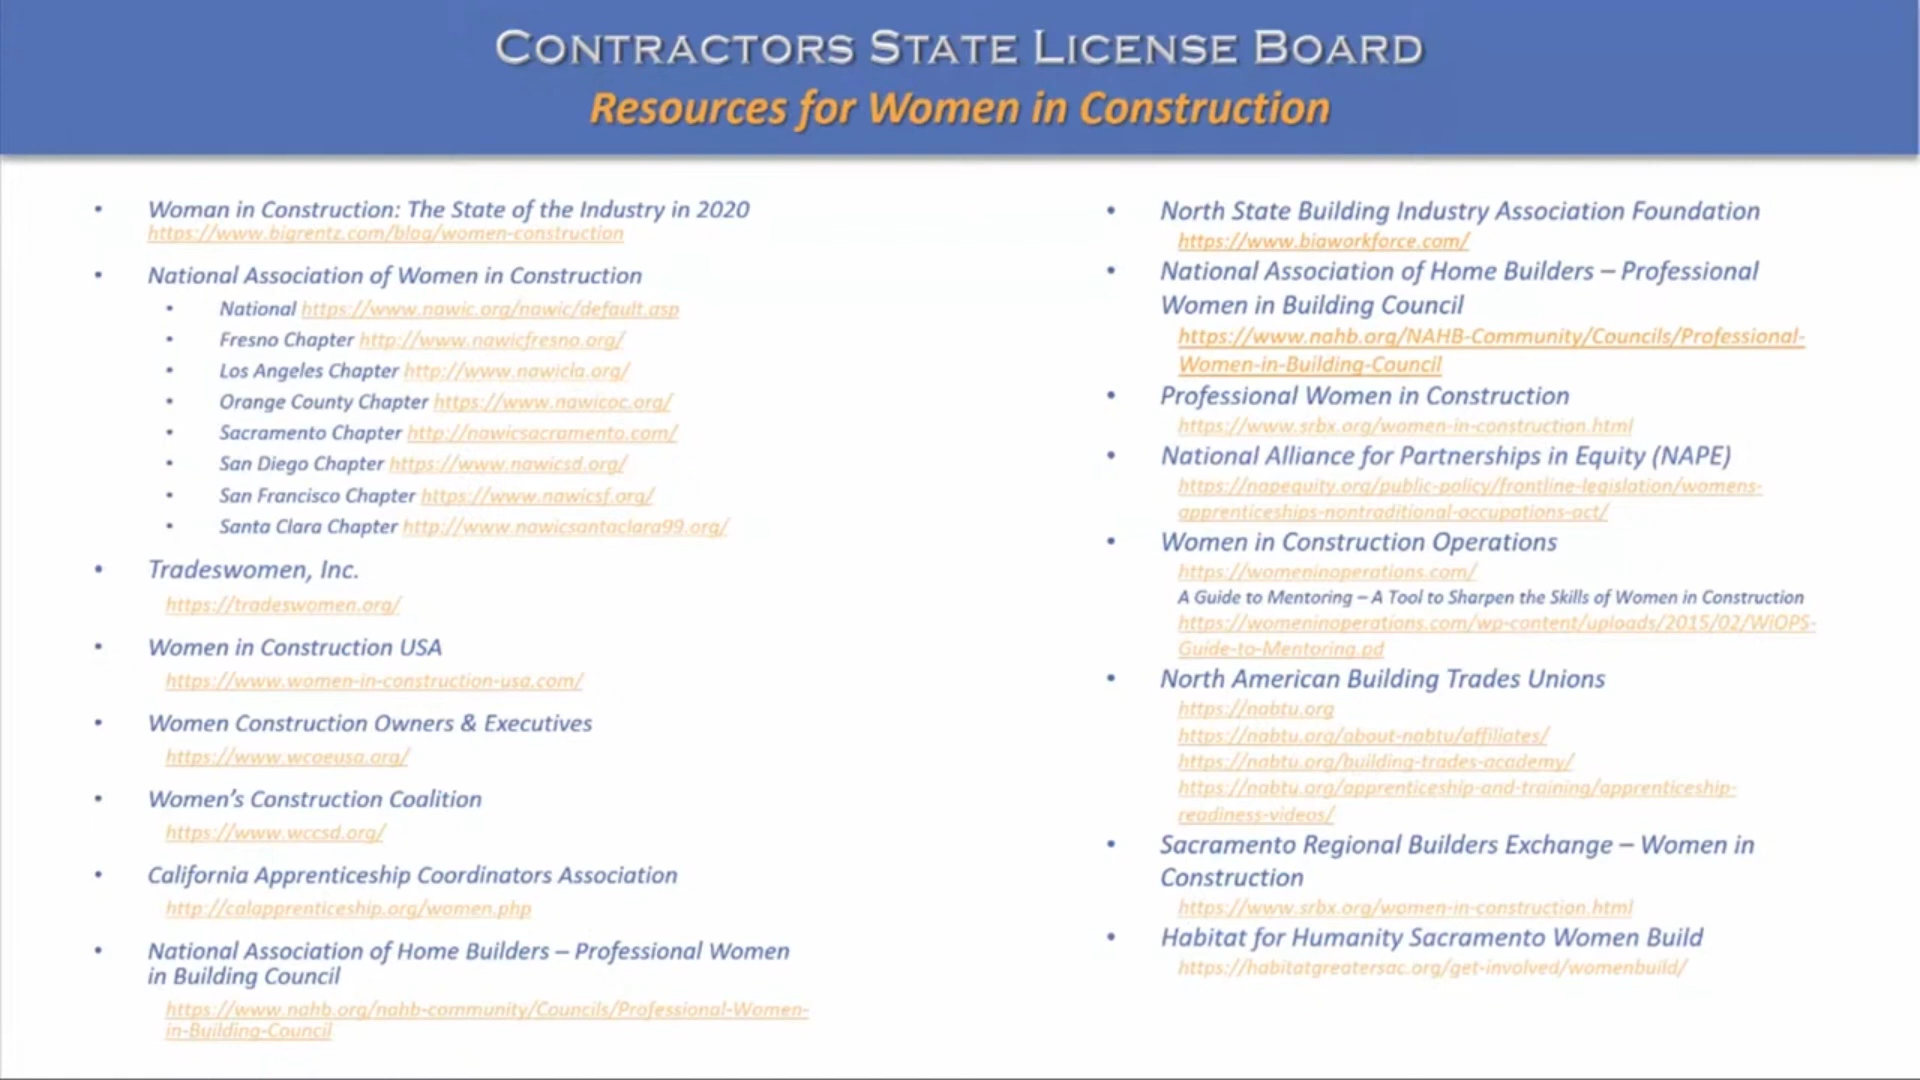 CONTRACTORS STATE LICENSE BOARD
Resources for Women in Construction
• Woman in Construction: The State of the Industry in 2020
https://www.bigrentz.com/blog/women-construction
• National Association of Women in Construction
• National https://www.nawic.org/nawic/default.asp
• Fresno Chapter http://www.nawicfresno.org/
• Los Angeles Chapter http://www.nawicla.org/
• Orange County Chapter https://www.nawicoc.org/
• Sacramento Chapter http://nawicsacramento.com/
• San Diego Chapter https://www.nawicsd.org/
• San Francisco Chapter https://www.nawicsf.org/
• Santa Clara Chapter http://www.nawicsantaclara99.org/
• Tradeswomen, Inc.
https://tradeswomen.org/
• Women in Construction USA
https://www.women-in-construction-usa.com/
• Women Construction Owners & Executives
https://www.wcoeusa.org/
• Women’s Construction Coalition
https://www.wccsd.org/
• California Apprenticeship Coordinators Association
http://calapprenticeship.org/women.php
• National Association of Home Builders – Professional Women
in Building Council
https://www.nahb.org/nahb-community/Councils/Professional-Women-
in-Building-Council
• North State Building Industry Association Foundation
https://www.biaworkforce.com/
• National Association of Home Builders – Professional
Women in Building Council
https://www.nahb.org/NAHB-Community/Councils/Professional-
Women-in-Building-Council
• Professional Women in Construction
https://www.srbx.org/women-in-construction.html
• National Alliance for Partnerships in Equity (NAPE)
https://napequity.org/public-policy/frontline-legislation/womens-
apprenticeships-nontraditional-occupations-act/
• Women in Construction Operations
https://womeninoperations.com/
A Guide to Mentoring – A Tool to Sharpen the Skills of Women in Construction
https://womeninoperations.com/wp-content/uploads/2015/02/WiOPS-
Guide-to-Mentoring.pd
• North American Building Trades Unions
https://nabtu.org
https://nabtu.org/about-nabtu/affiliates/
https://nabtu.org/building-trades-academy/
https://nabtu.org/apprenticeship-and-training/apprenticeship-
readiness-videos/
• Sacramento Regional Builders Exchange – Women in
Construction
https://www.srbx.org/women-in-construction.html
• Habitat for Humanity Sacramento Women Build
https://habitatgreatersac.org/get-involved/womenbuild/